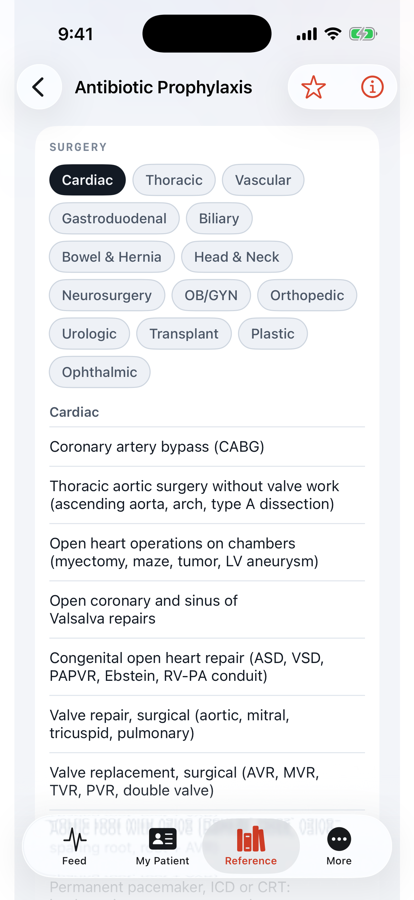 9:41
Antibiotic Prophylaxis
SURGERY
Cardiac
Thoracic
Vascular
Gastroduodenal
Biliary
Bowel & Hernia
Head & Neck
Neurosurgery
OB/GYN
Orthopedic
Urologic
Transplant
Plastic
Ophthalmic
Cardiac
Coronary artery bypass (CABG)
Thoracic aortic surgery without valve work
(ascending aorta, arch, type A dissection)
Open heart operations on chambers
(myectomy, maze, tumor, LV aneurysm)
Open coronary and sinus of
Valsalva repairs
Congenital open heart repair (ASD, VSD,
PAPVR, Ebstein, RV-PA conduit)
Valve repair, surgical (aortic, mitral,
tricuspid, pulmonary)
Valve replacement, surgical (AVR, MVR,
TVR, PVR, double valve)
Feed
My Patient
Reference
More
Permanent pacemaker, ICD or CRT: